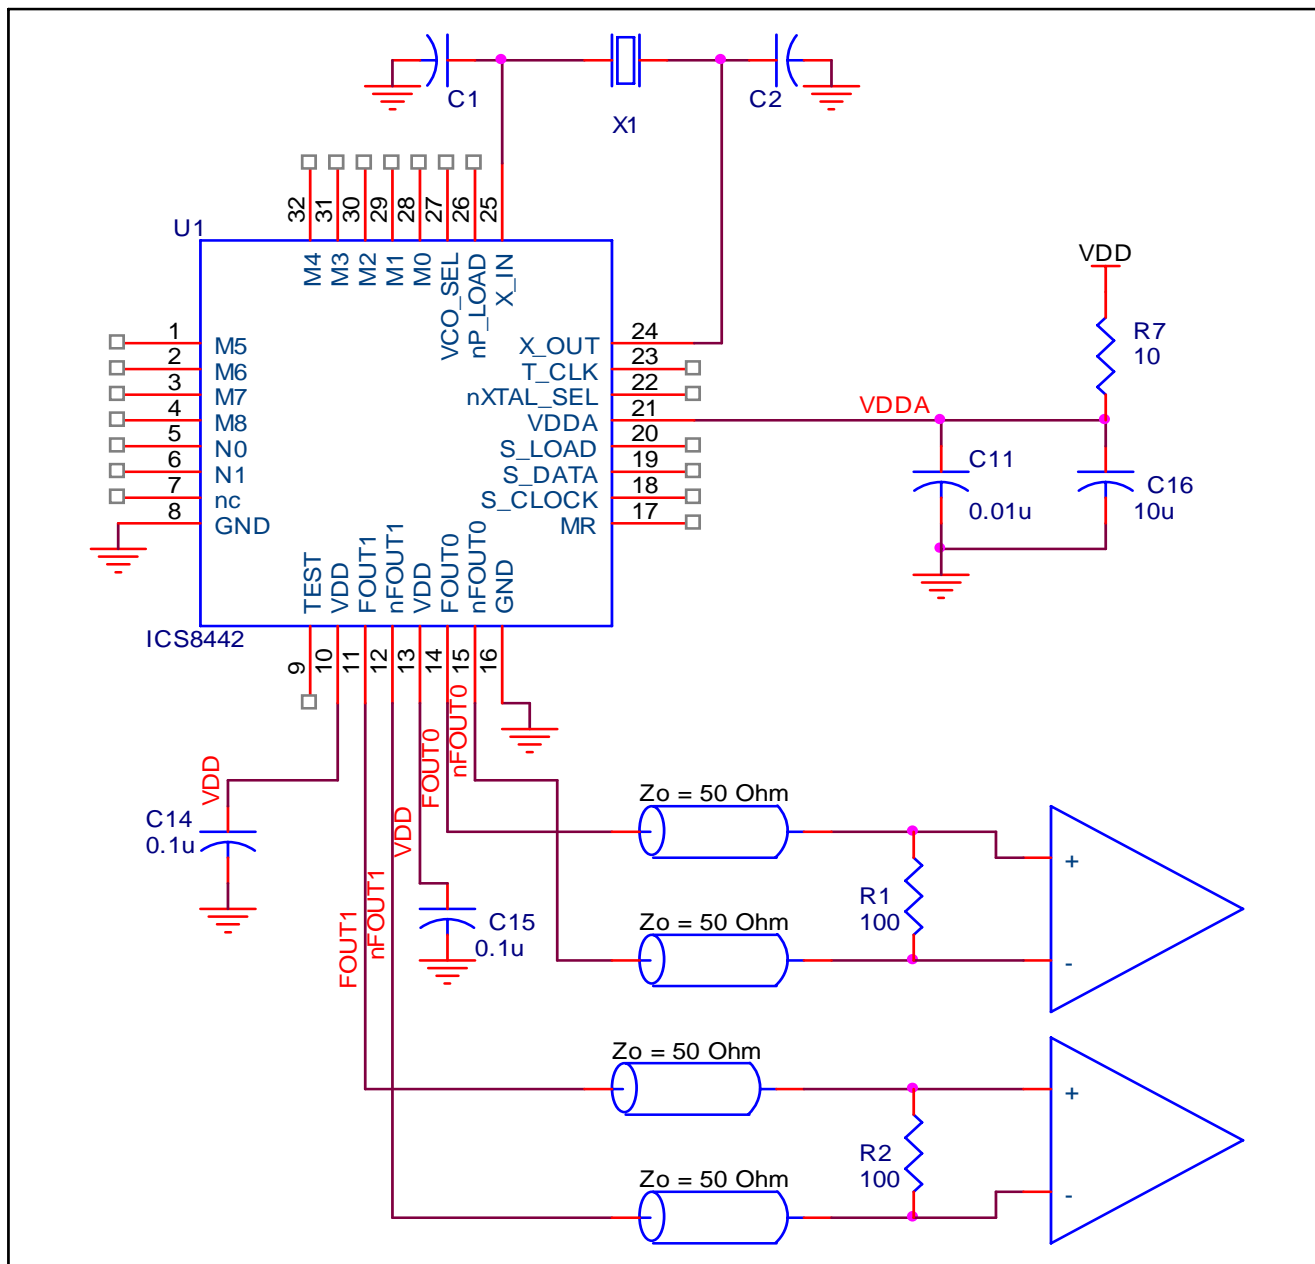 C1
C2
X1
32
31
30
29
28
27
26
25
U1
M4
M3
M2
M1
M0
VCO_SEL
nP_LOAD
X_IN
VDD
R7
10
1
2
3
4
5
6
7
8
M5
M6
M7
M8
N0
N1
nc
GND
X_OUT
T_CLK
nXTAL_SEL
VDDA
S_LOAD
S_DATA
S_CLOCK
MR
24
23
22
21
20
19
18
17
VDDA
C11
0.01u
C16
10u
TEST
VDD
FOUT1
nFOUT1
VDD
FOUT0
nFOUT0
GND
ICS8442
9
10
11
12
13
14
15
16
VDD
C14
0.1u
FOUT1
nFOUT1
VDD
FOUT0
nFOUT0
C15
0.1u
Zo = 50 Ohm
+
R1
100
Zo = 50 Ohm
-
Zo = 50 Ohm
+
R2
100
Zo = 50 Ohm
-